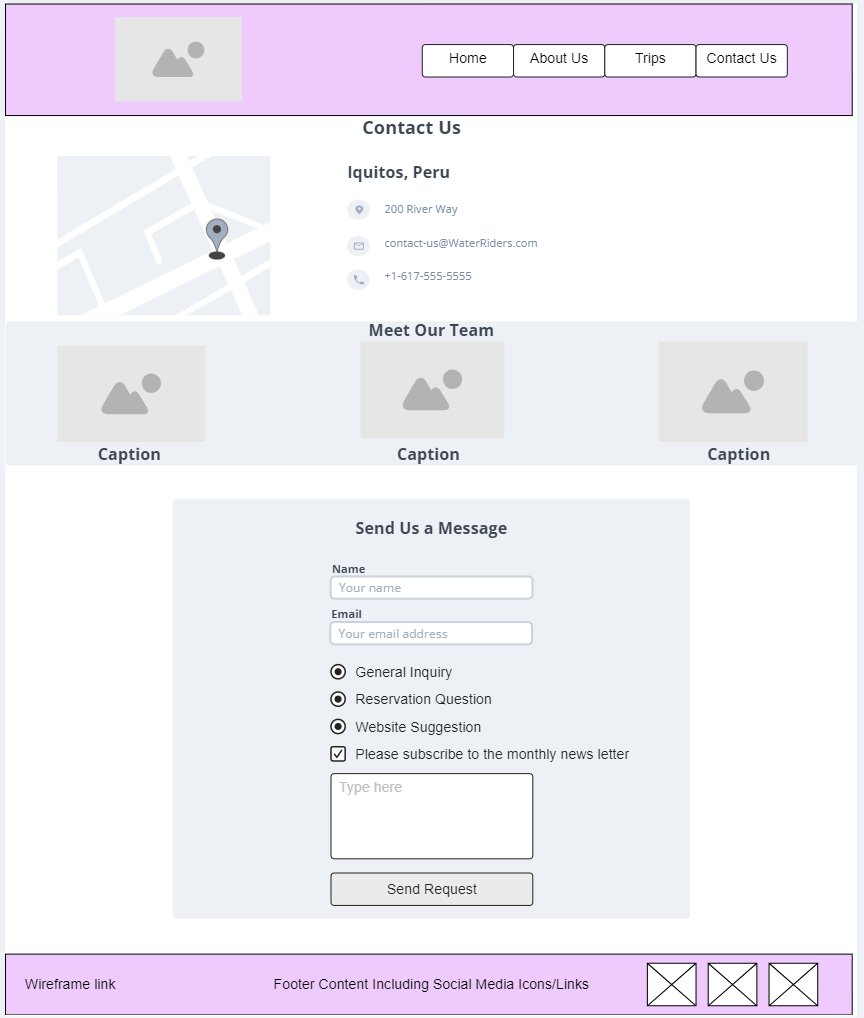 Home About Us Trips Contact Us
Contact Us
Iquitos, Peru
200 River Way
contact-us@WaterRiders.com
+1-617-555-5555
Meet Our Team
Caption Caption Caption
Send Us a Message
Name
Your name
Email
Your email address
General Inquiry
Reservation Question
Website Suggestion
Please subscribe to the monthly news letter
Type here
Send Request
Wireframe link Footer Content Including Social Media Icons/Links